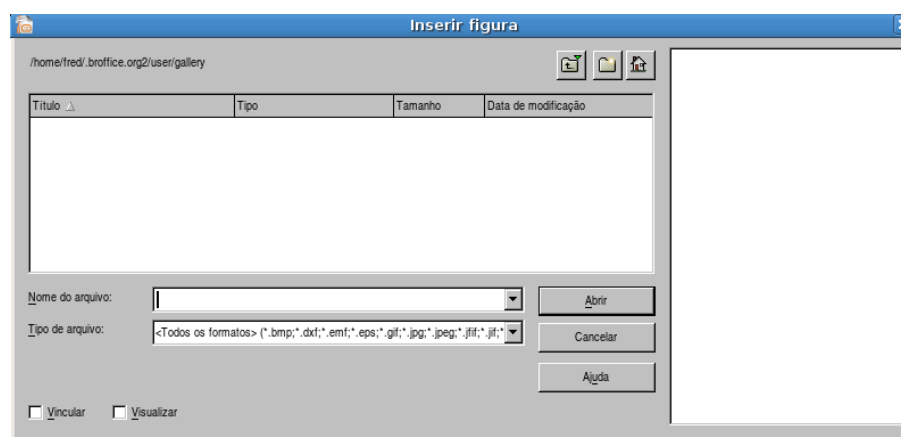 Inserir figura
/home/fred/.broffice.org2/user/gallery
Título Tipo Tamanho Data de modificação
Nome do arquivo: Abrir
Tipo de arquivo: <Todos os formatos> (*.bmp;*.dxf;*.emf;*.eps;*.gif;*.jpg;*.jpeg;*.jfif;*.jif;*
Cancelar
Ajuda
Vincular Visualizar